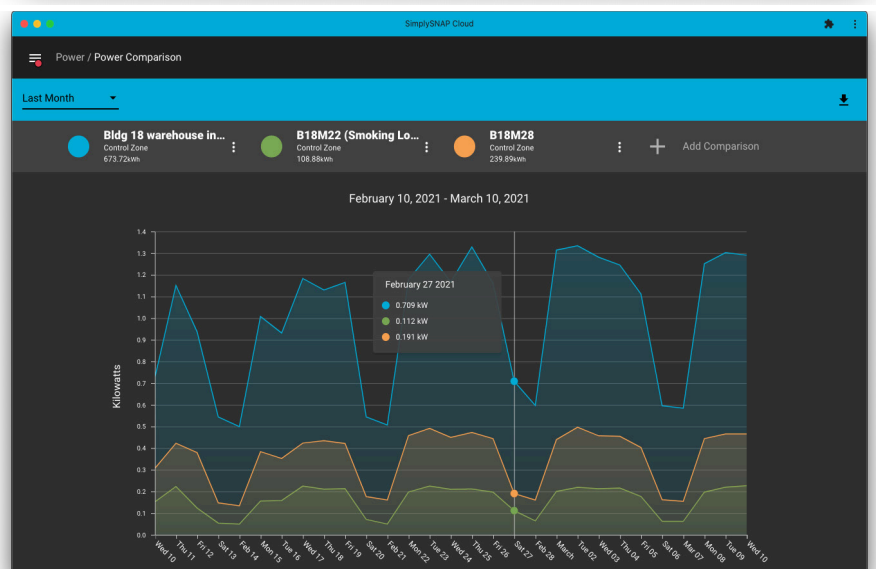 SimplySNAP Cloud
Power / Power Comparison
Last Month
Bldg 18 warehouse in...
Control Zone
673.72kWh
B18M22 (Smoking Lo...
Control Zone
108.88kWh
B18M28
Control Zone
239.89kWh
Add Comparison
February 10, 2021 - March 10, 2021
Kilowatts
1.4
1.3
1.2
1.1
1.0
0.9
0.8
0.7
0.6
0.5
0.4
0.3
0.2
0.1
0.0
February 27 2021
0.709 kW
0.112 kW
0.191 kW
Wed 10
Thu 11
Fri 12
Sat 13
Feb 14
Mon 15
Tue 16
Wed 17
Thu 18
Fri 19
Sat 20
Feb 21
Mon 22
Tue 23
Wed 24
Thu 25
Fri 26
Sat 27
Feb 28
March
Tue 02
Wed 03
Thu 04
Fri 05
Sat 06
Mar 07
Mon 08
Tue 09
Wed 10